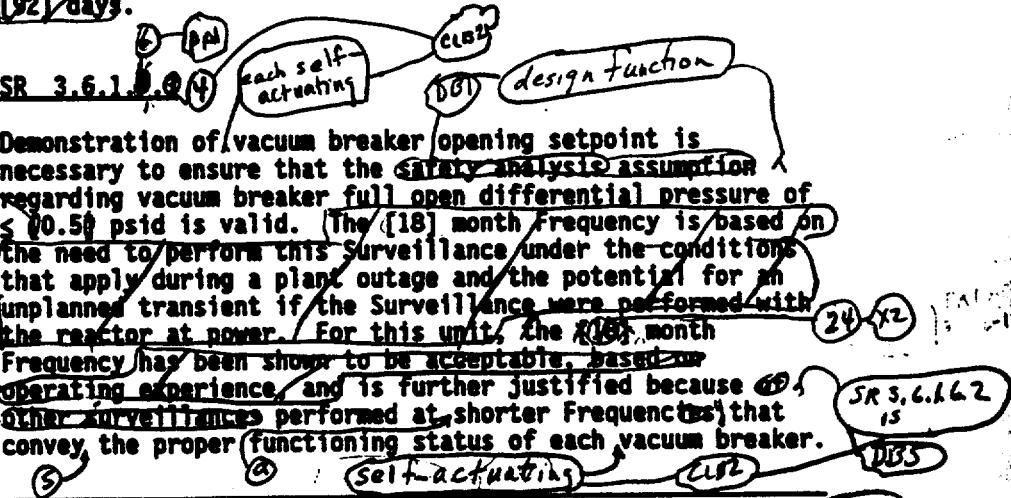 [92] days.
6 PA1
CLB2
SR 3.6.1. 4
each self-
actuating
DB1
design function
Demonstration of vacuum breaker opening setpoint is
necessary to ensure that the safety analysis assumption
regarding vacuum breaker full open differential pressure of
≤ [0.5] psid is valid. The [18] month Frequency is based on
the need to perform this Surveillance under the conditions
that apply during a plant outage and the potential for an
unplanned transient if the Surveillance were performed with
the reactor at power. For this unit, the [18] month
24 X2
Frequency has been shown to be acceptable, based on
operating experience, and is further justified because of
other surveillances performed at shorter Frequencies that
SR 3.6.1.6.2
is
convey the proper functioning status of each vacuum breaker.
DB5
S a self-actuating CLB2